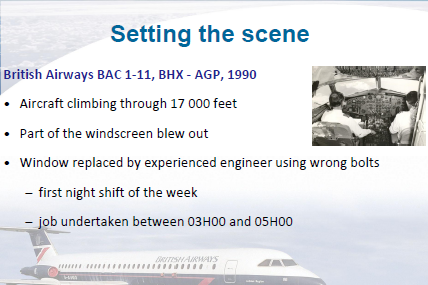 Setting the scene
British Airways BAC 1-11, BHX - AGP, 1990
• Aircraft climbing through 17 000 feet
• Part of the windscreen blew out
• Window replaced by experienced engineer using wrong bolts
– first night shift of the week
– job undertaken between 03H00 and 05H00
BRITISH AIRWAYS